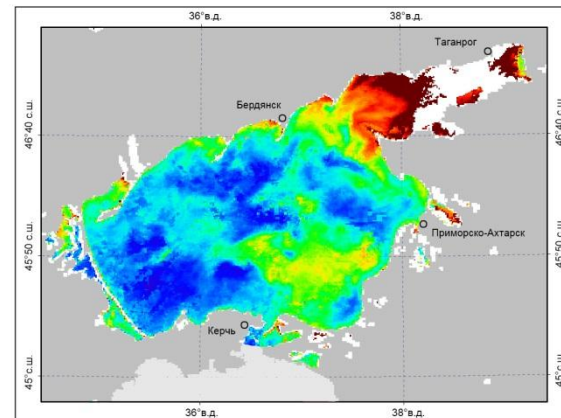 36°в.д. 38°в.д.
Таганрог
Бердянск
46°40' с.ш. 46°40' с.ш.
Приморско-Ахтарск
45°50' с.ш. 45°50' с.ш.
Керчь
45°с.ш. 45°с.ш.
36°в.д. 38°в.д.